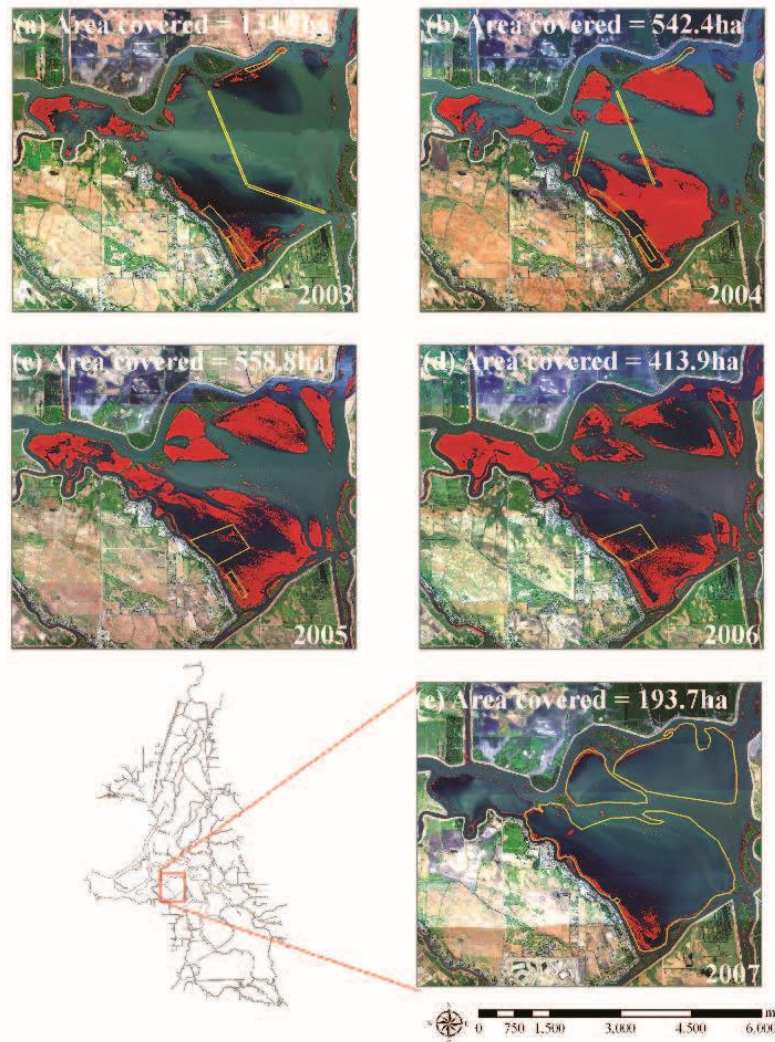 (a) Area covered = 134.9ha
2003
(b) Area covered = 542.4ha
2004
(c) Area covered = 558.8ha
2005
(d) Area covered = 413.9ha
2006
(e) Area covered = 193.7ha
2007
N
W E
S
m
0 750 1,500 3,000 4,500 6,000